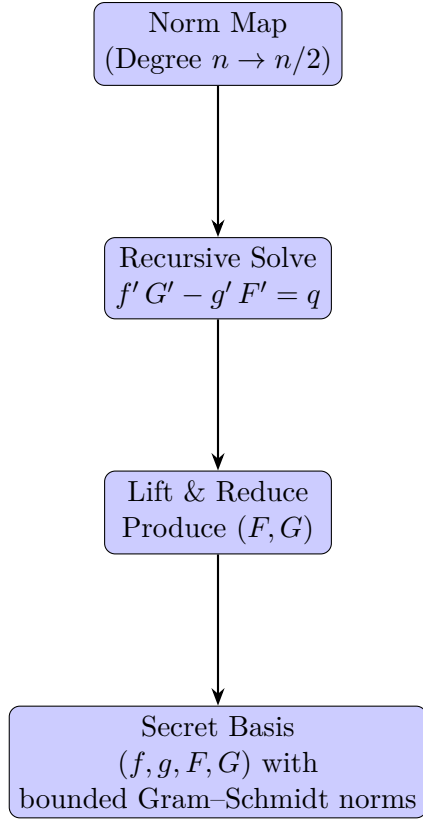 Norm Map
(Degree n → n/2)
Recursive Solve
f′ G′ − g′ F′ = q
Lift & Reduce
Produce (F, G)
Secret Basis
(f, g, F, G) with
bounded Gram–Schmidt norms